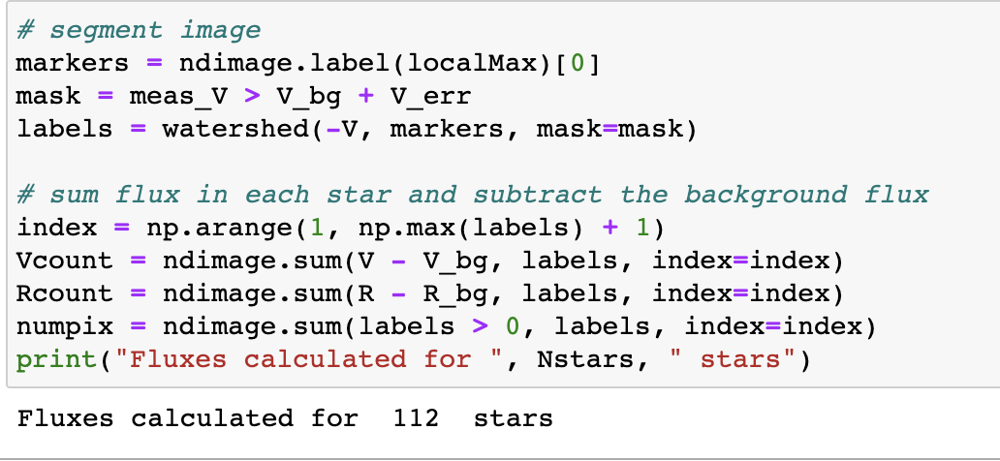 # segment image
markers = ndimage.label(localMax)[0]
mask = meas_V > V_bg + V_err
labels = watershed(-V, markers, mask=mask)
# sum flux in each star and subtract the background flux
index = np.arange(1, np.max(labels) + 1)
Vcount = ndimage.sum(V - V_bg, labels, index=index)
Rcount = ndimage.sum(R - R_bg, labels, index=index)
numpix = ndimage.sum(labels > 0, labels, index=index)
print("Fluxes calculated for ", Nstars, " stars")
Fluxes calculated for  112  stars